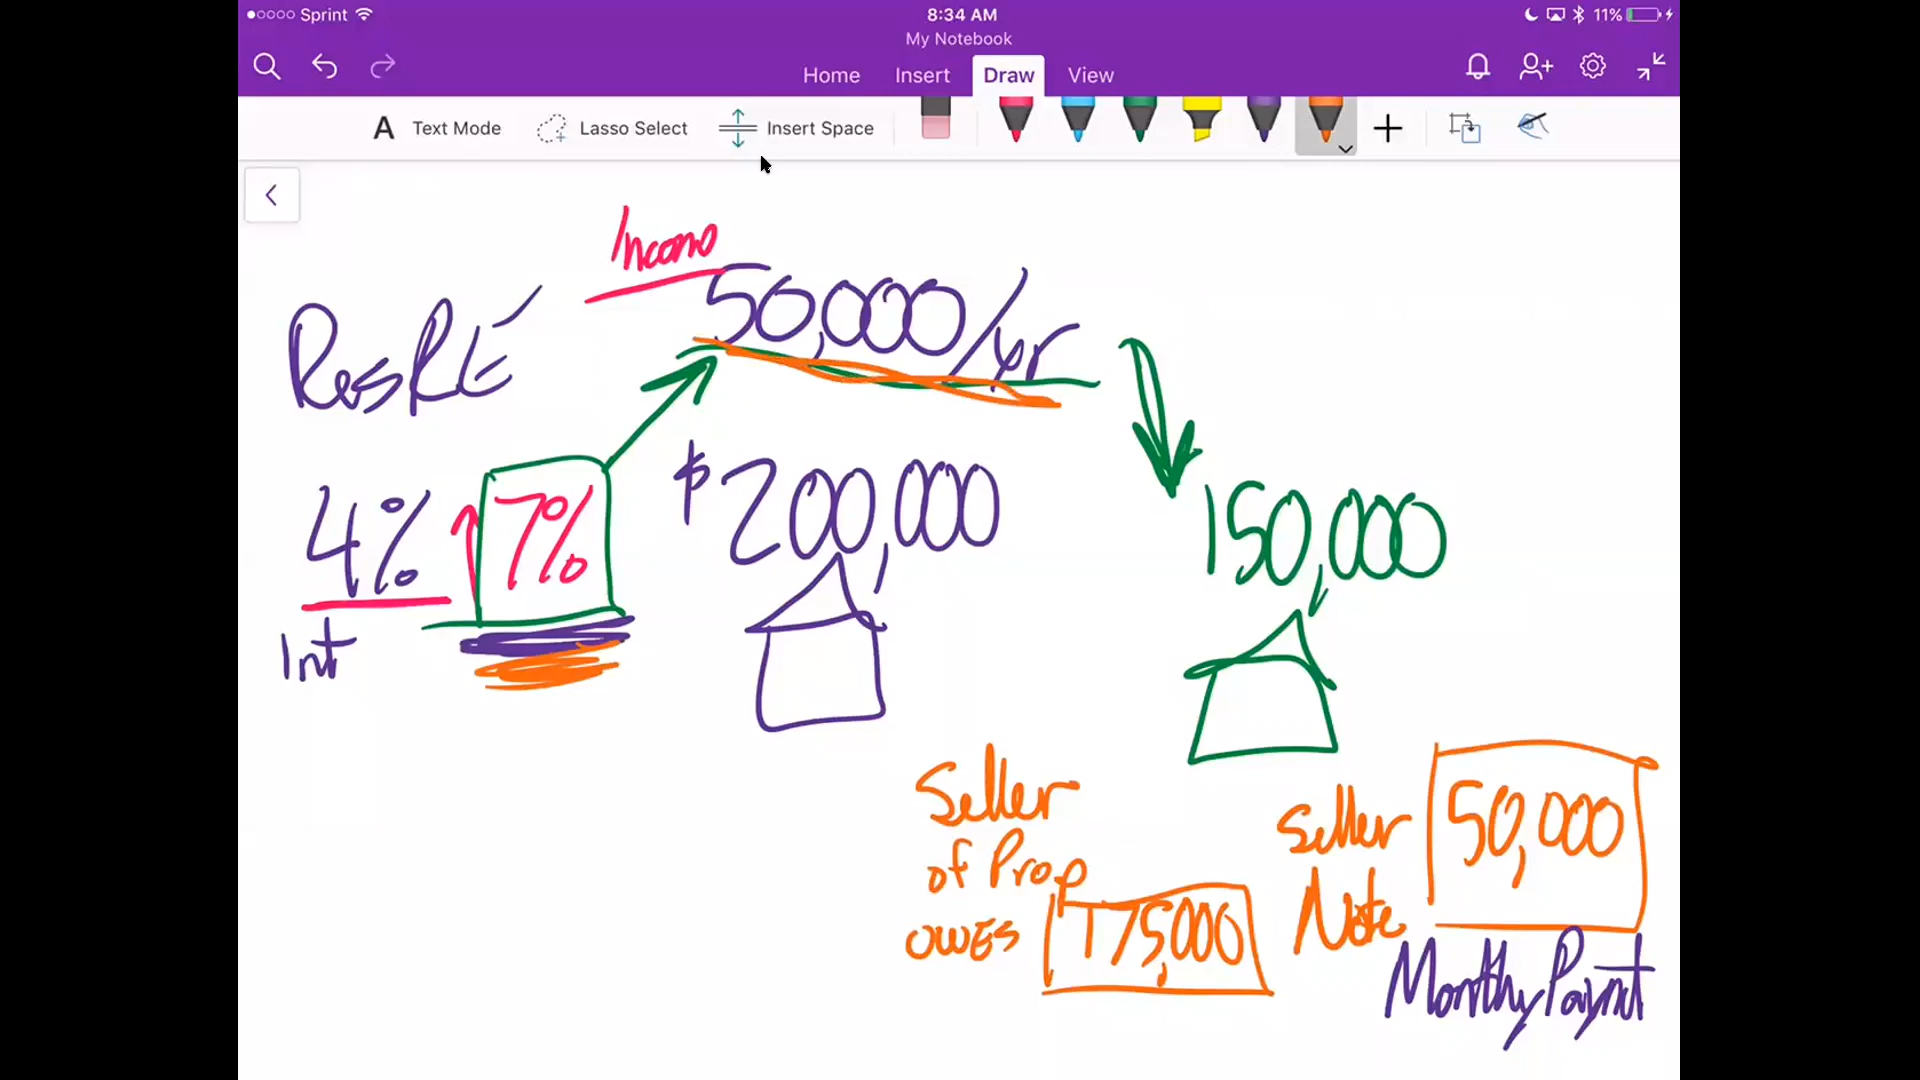 Sprint
8:34 AM
11%
My Notebook
Home
Insert
Draw
View
A Text Mode
Lasso Select
Insert Space
Income
50,000/yr
ResRE
4%
7%
Int
$200,000
150,000
Seller
of Prop
owes
175,000
Seller
Note
50,000
Monthly Paymt